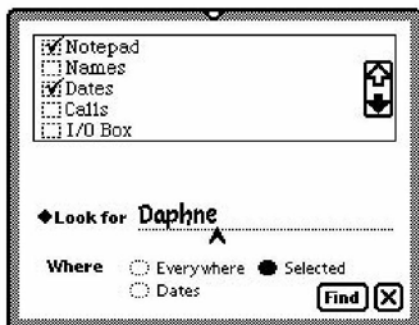 Notepad
Names
Dates
Calls
I/O Box
◆Look for Daphne
Where Everywhere Selected
Dates
Find